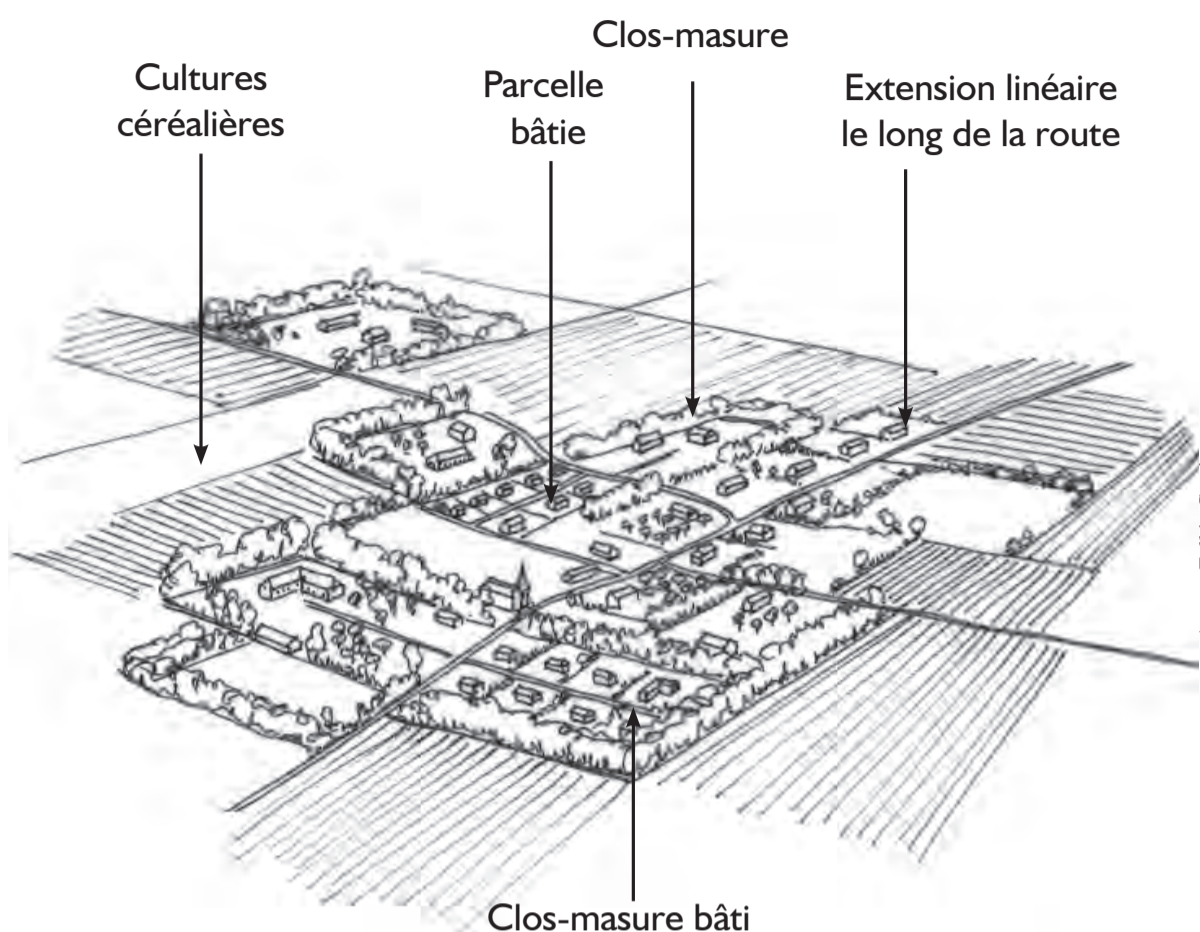 Clos-masure
Cultures
céréalières
Parcelle
bâtie
Extension linéaire
le long de la route
Clos-masure bâti